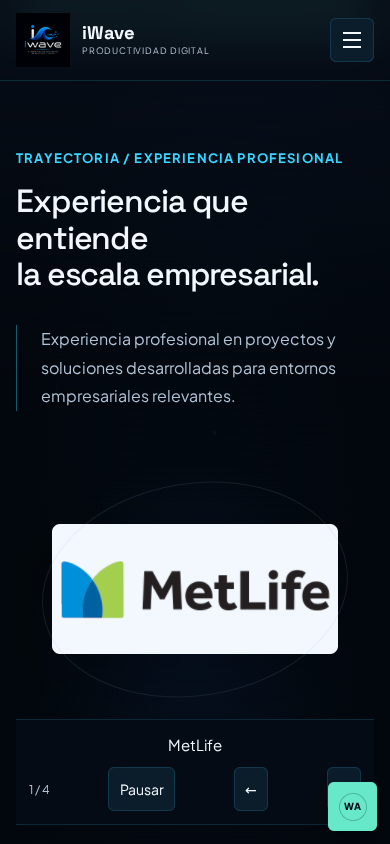 iWave
iWave
PRODUCTIVIDAD DIGITAL
TRAYECTORIA / EXPERIENCIA PROFESIONAL
Experiencia que
entiende
la escala empresarial.
Experiencia profesional en proyectos y
soluciones desarrolladas para entornos
empresariales relevantes.
MetLife
MetLife
1 / 4
Pausar
←
WA